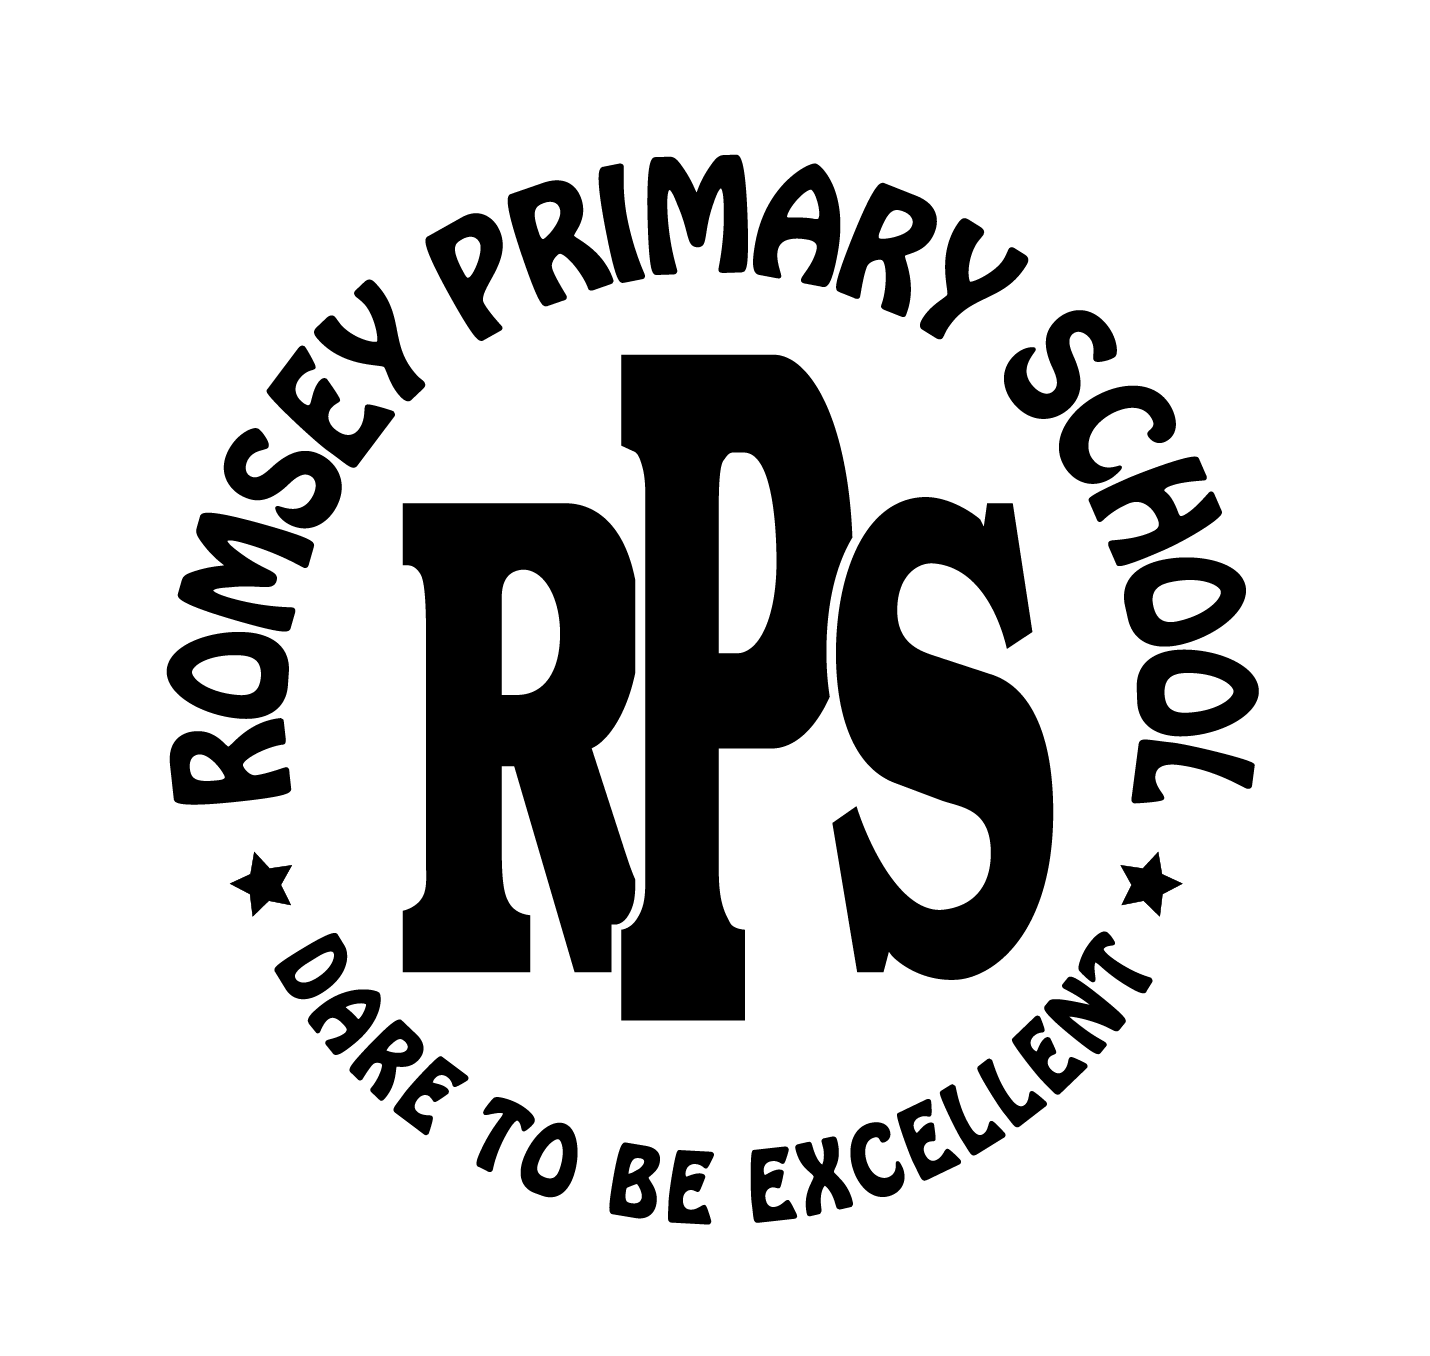 ROMSEY PRIMARY SCHOOL
RPS
DARE TO BE EXCELLENT